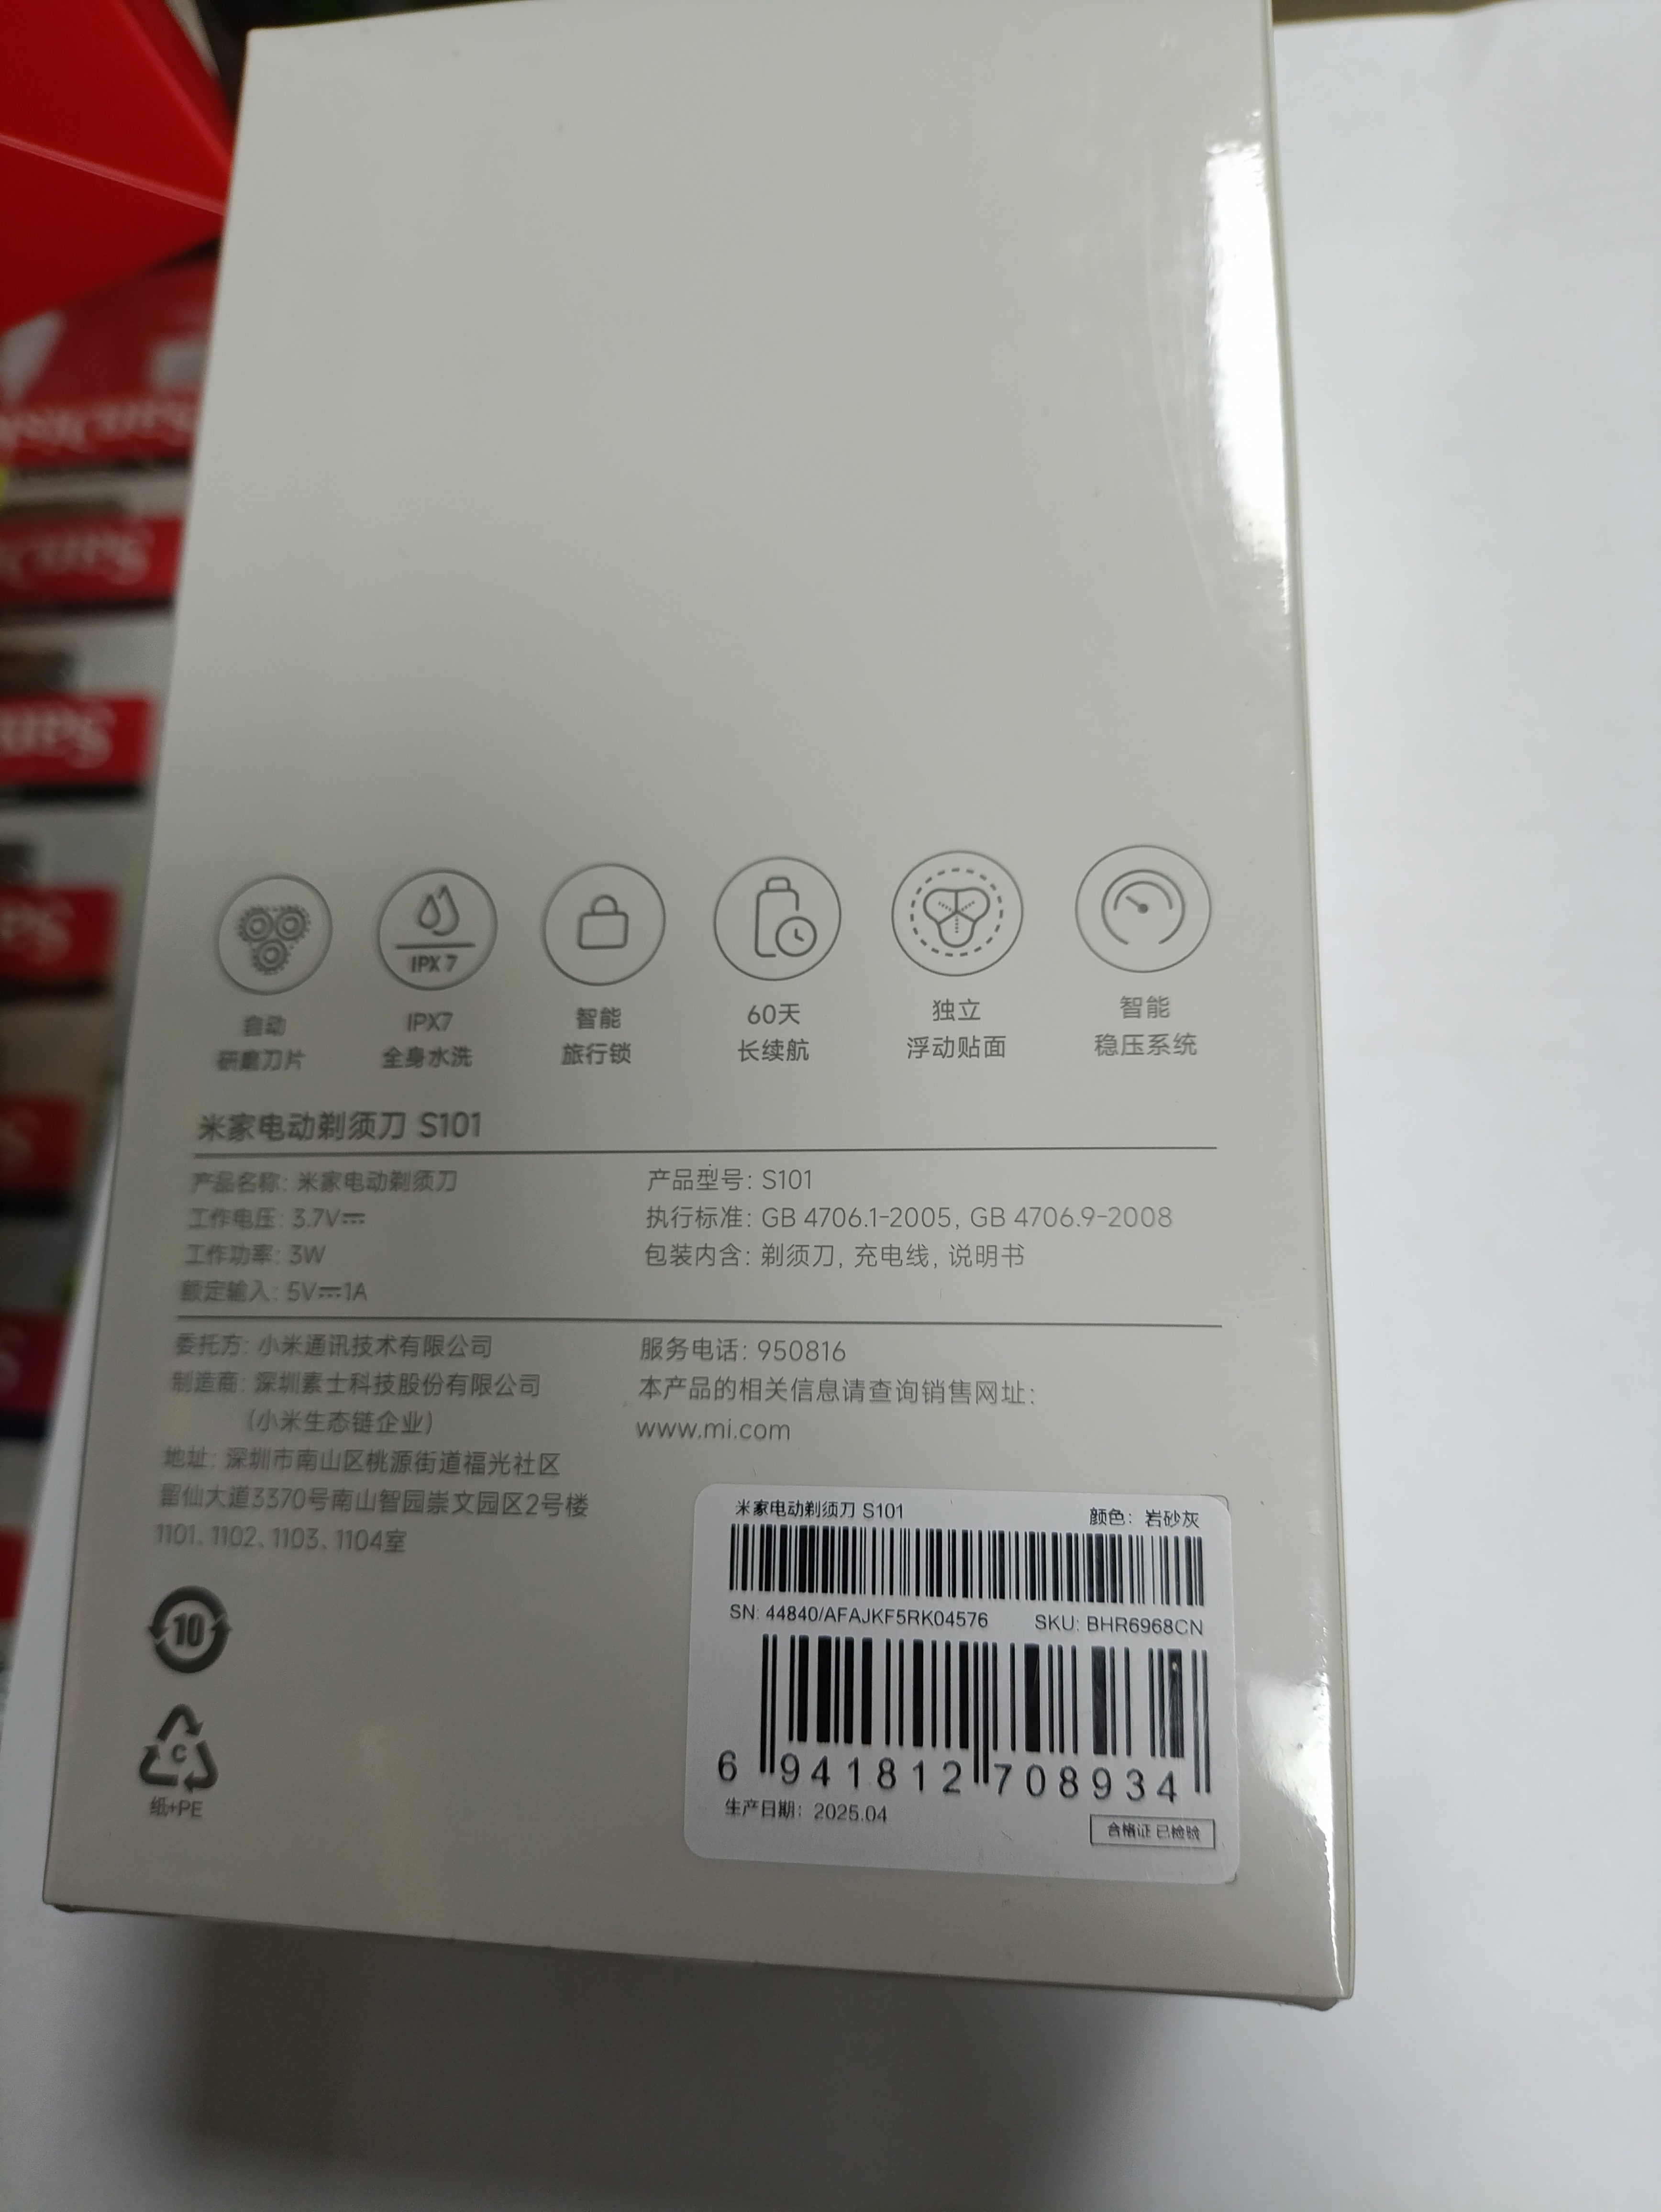 IPX 7
自动
研磨刀片
IPX7
全身水洗
智能
旅行锁
60天
长续航
独立
浮动贴面
智能
稳压系统
米家电动剃须刀 S101
产品名称: 米家电动剃须刀
工作电压: 3.7V⎓
工作功率: 3W
额定输入: 5V⎓1A
产品型号: S101
执行标准: GB 4706.1-2005, GB 4706.9-2008
包装内含: 剃须刀, 充电线, 说明书
委托方: 小米通讯技术有限公司
制造商: 深圳素士科技股份有限公司
(小米生态链企业)
地址: 深圳市南山区桃源街道福光社区
留仙大道3370号南山智园崇文园区2号楼
1101、1102、1103、1104室
服务电话: 950816
本产品的相关信息请查询销售网址:
www.mi.com
10
C
纸+PE
米家电动剃须刀 S101 颜色: 岩砂灰
SN: 44840/AFAJKF5RK04576 SKU: BHR6968CN
6 941812 708934
生产日期: 2025.04
合格证 已检验